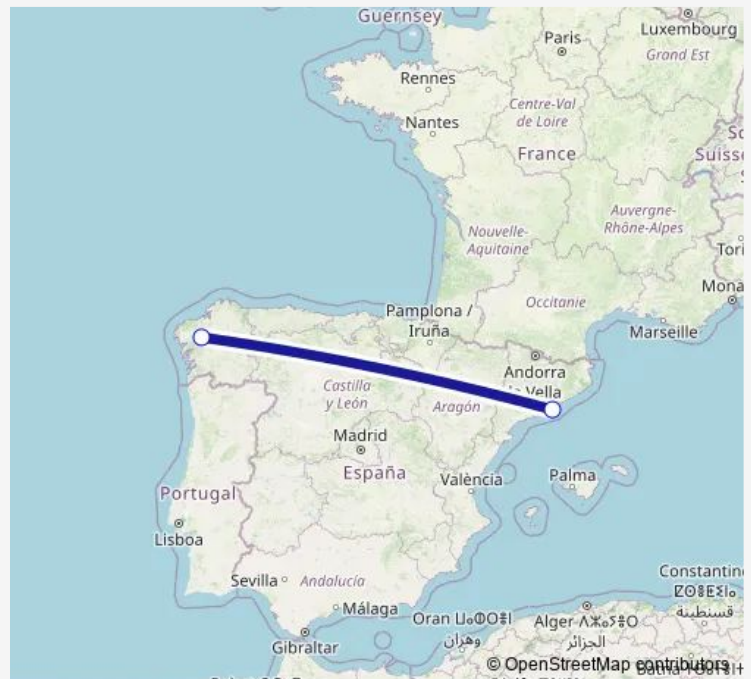 Guernsey
Luxembourg
Paris
Grand Est
Rennes
Centre-Val
de Loire
Nantes
France
Suisse
Auvergne-
Rhône-Alpes
Nouvelle-
Aquitaine
Occitanie
Mona
Marseille
Pamplona /
Iruña
Andorra
la Vella
Castilla
y León
Aragón
Madrid
España
València
Palma
Portugal
Lisboa
Sevilla
Andalucía
Málaga
Gibraltar
Oran ⵡⴰⵀⵔⴰⵏ
وهران
Alger
الجزائر
Constantin
قسنطينة
© OpenStreetMap contributors